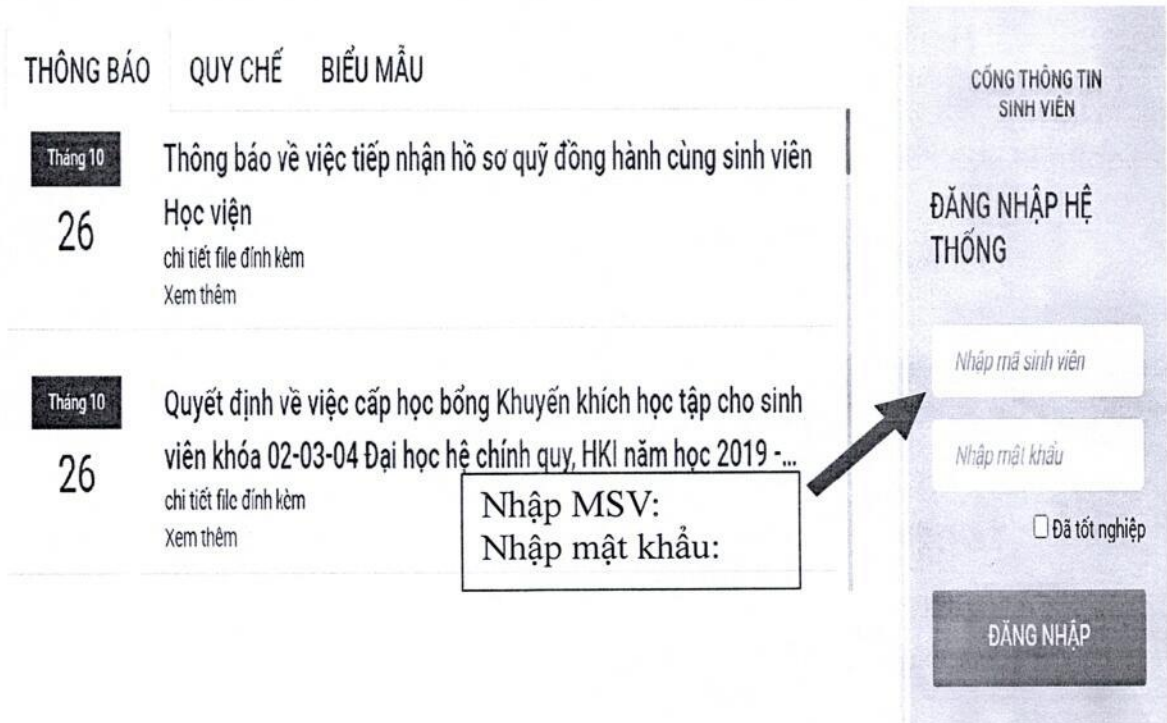 THÔNG BÁO QUY CHẾ BIỂU MẪU
Tháng 10
26
Thông báo về việc tiếp nhận hồ sơ quỹ đồng hành cùng sinh viên
Học viện
chi tiết file đính kèm
Xem thêm
Tháng 10
26
Quyết định về việc cấp học bổng Khuyến khích học tập cho sinh
viên khóa 02-03-04 Đại học hệ chính quy, HKI năm học 2019 -...
chi tiết file đính kèm
Xem thêm
Nhập MSV:
Nhập mật khẩu:
CỔNG THÔNG TIN
SINH VIÊN
ĐĂNG NHẬP HỆ
THỐNG
Nhập mã sinh viên
Nhập mật khẩu
Đã tốt nghiệp
ĐĂNG NHẬP